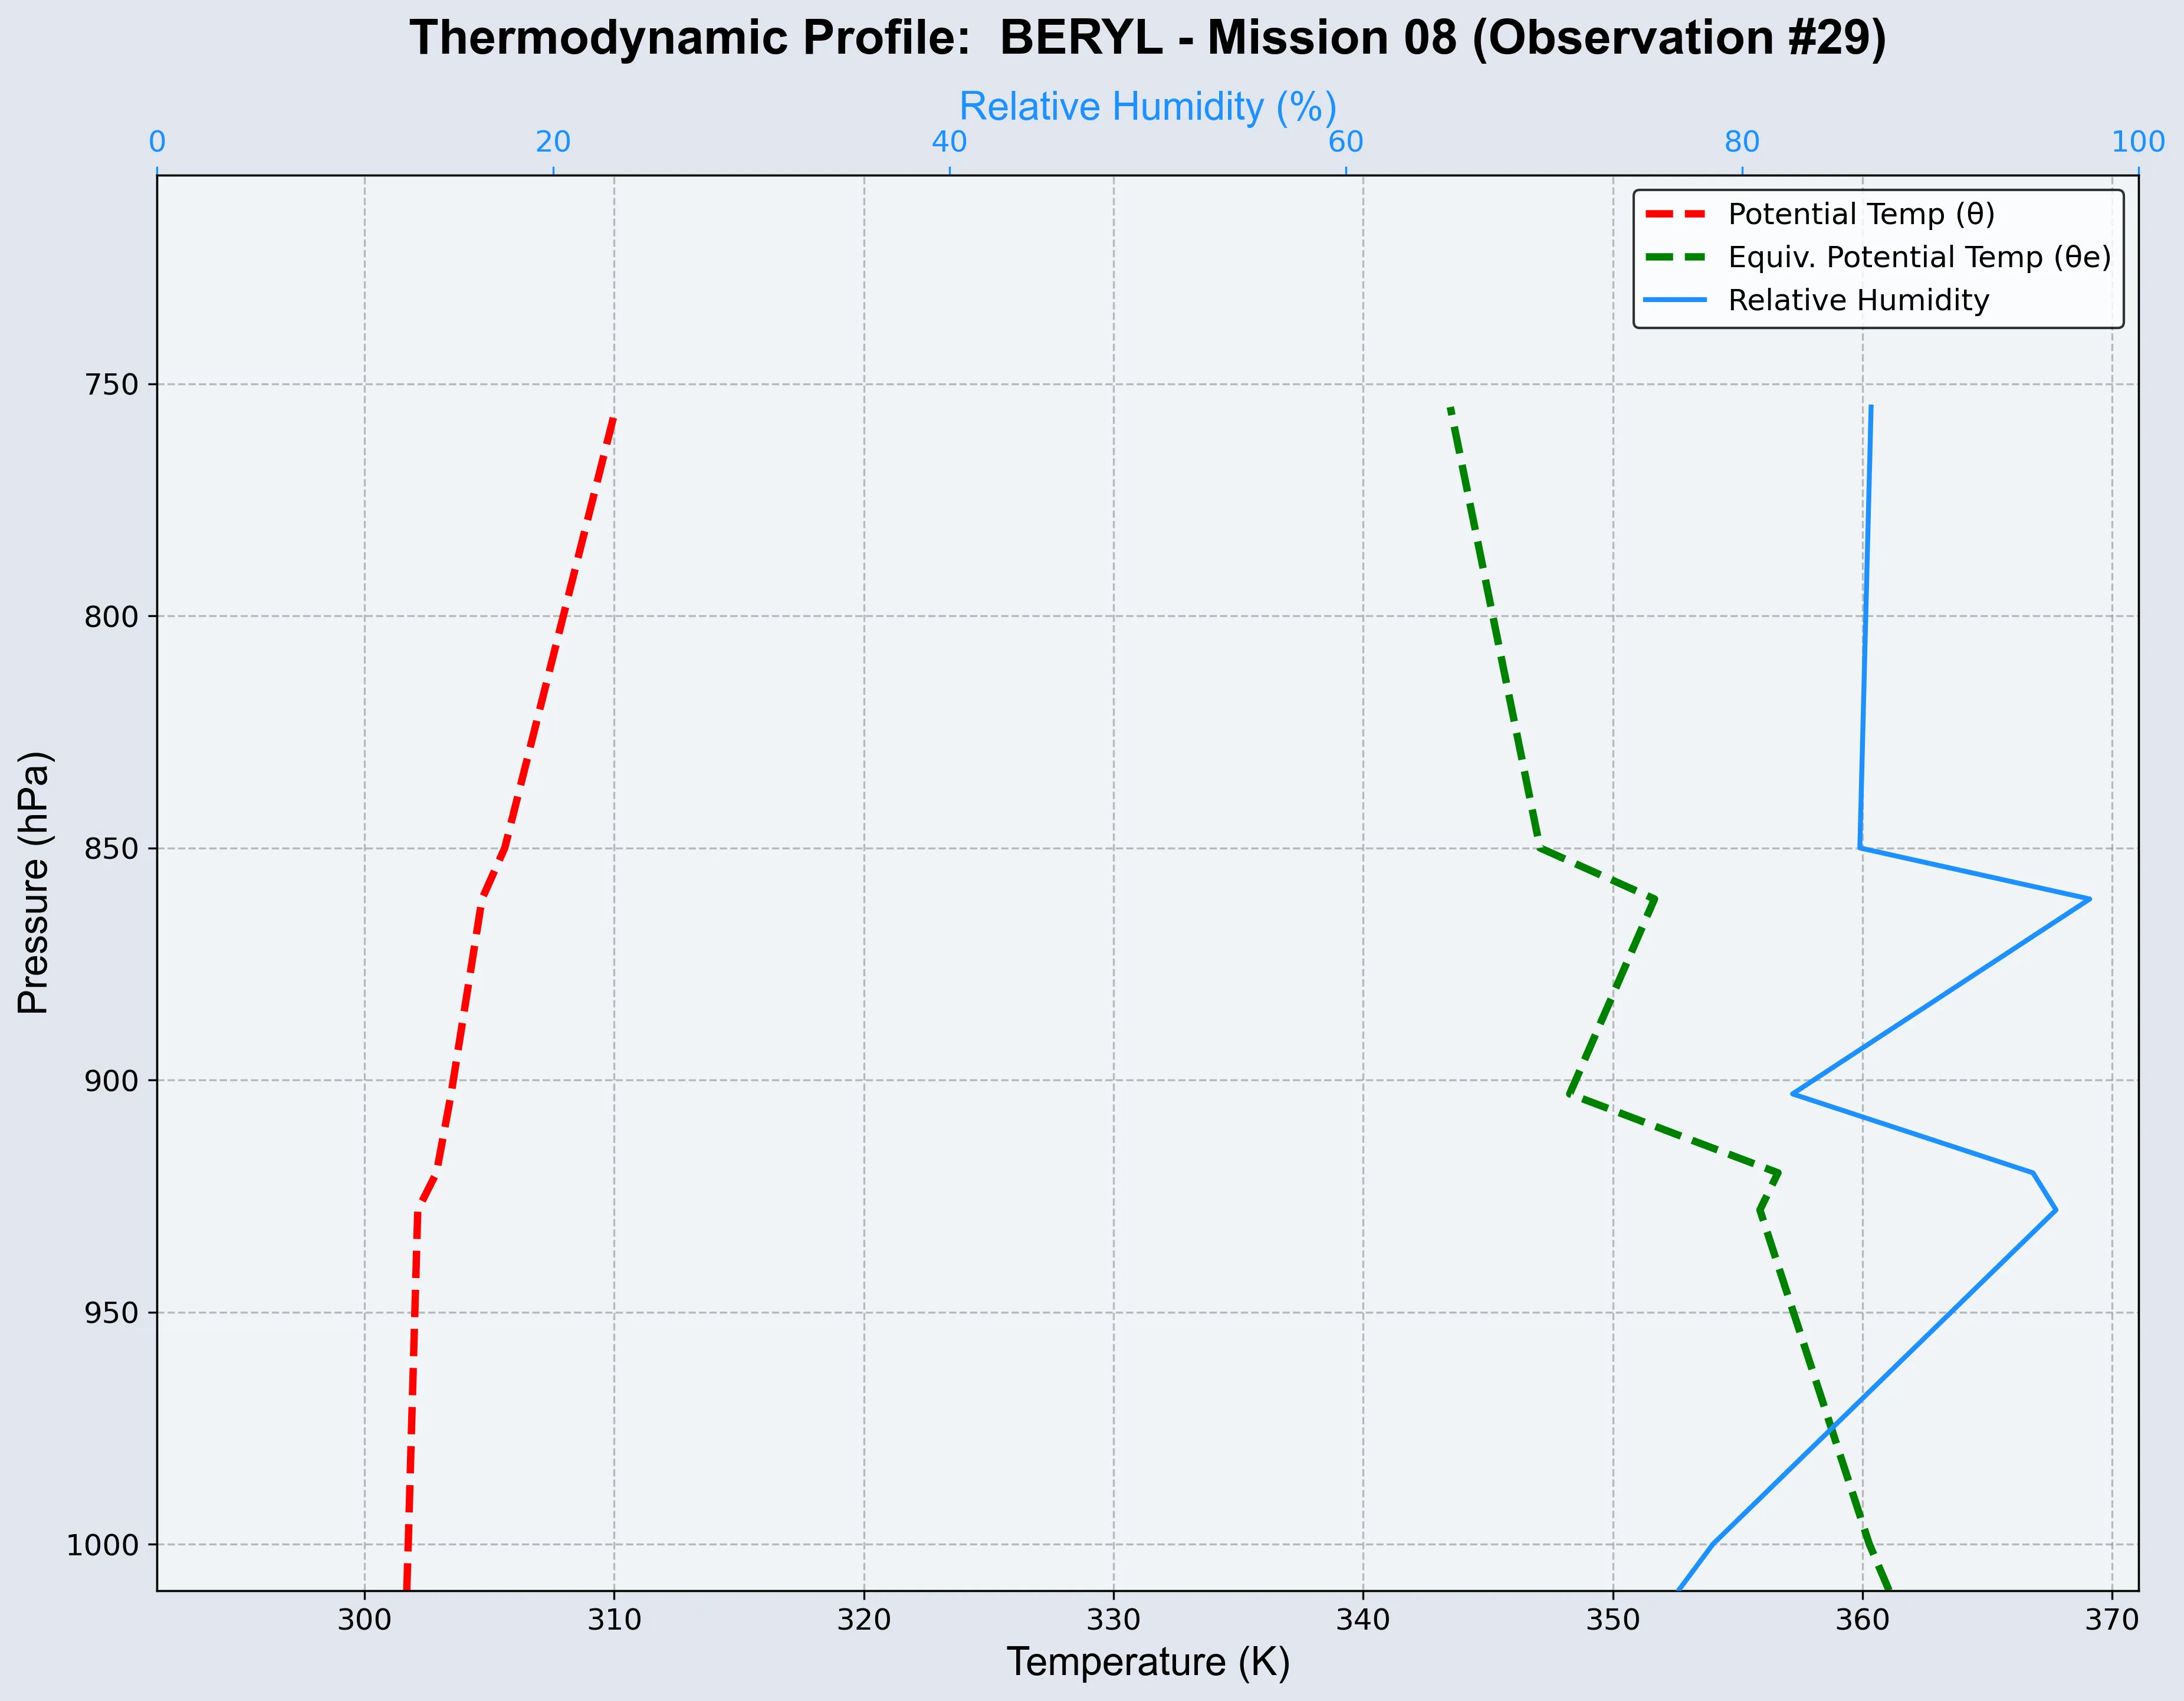 Thermodynamic Profile:  BERYL - Mission 08 (Observation #29)
Relative Humidity (%)
0 20 40 60 80 100
Potential Temp (θ)
Equiv. Potential Temp (θe)
Relative Humidity
Pressure (hPa)
750
800
850
900
950
1000
300 310 320 330 340 350 360 370
Temperature (K)